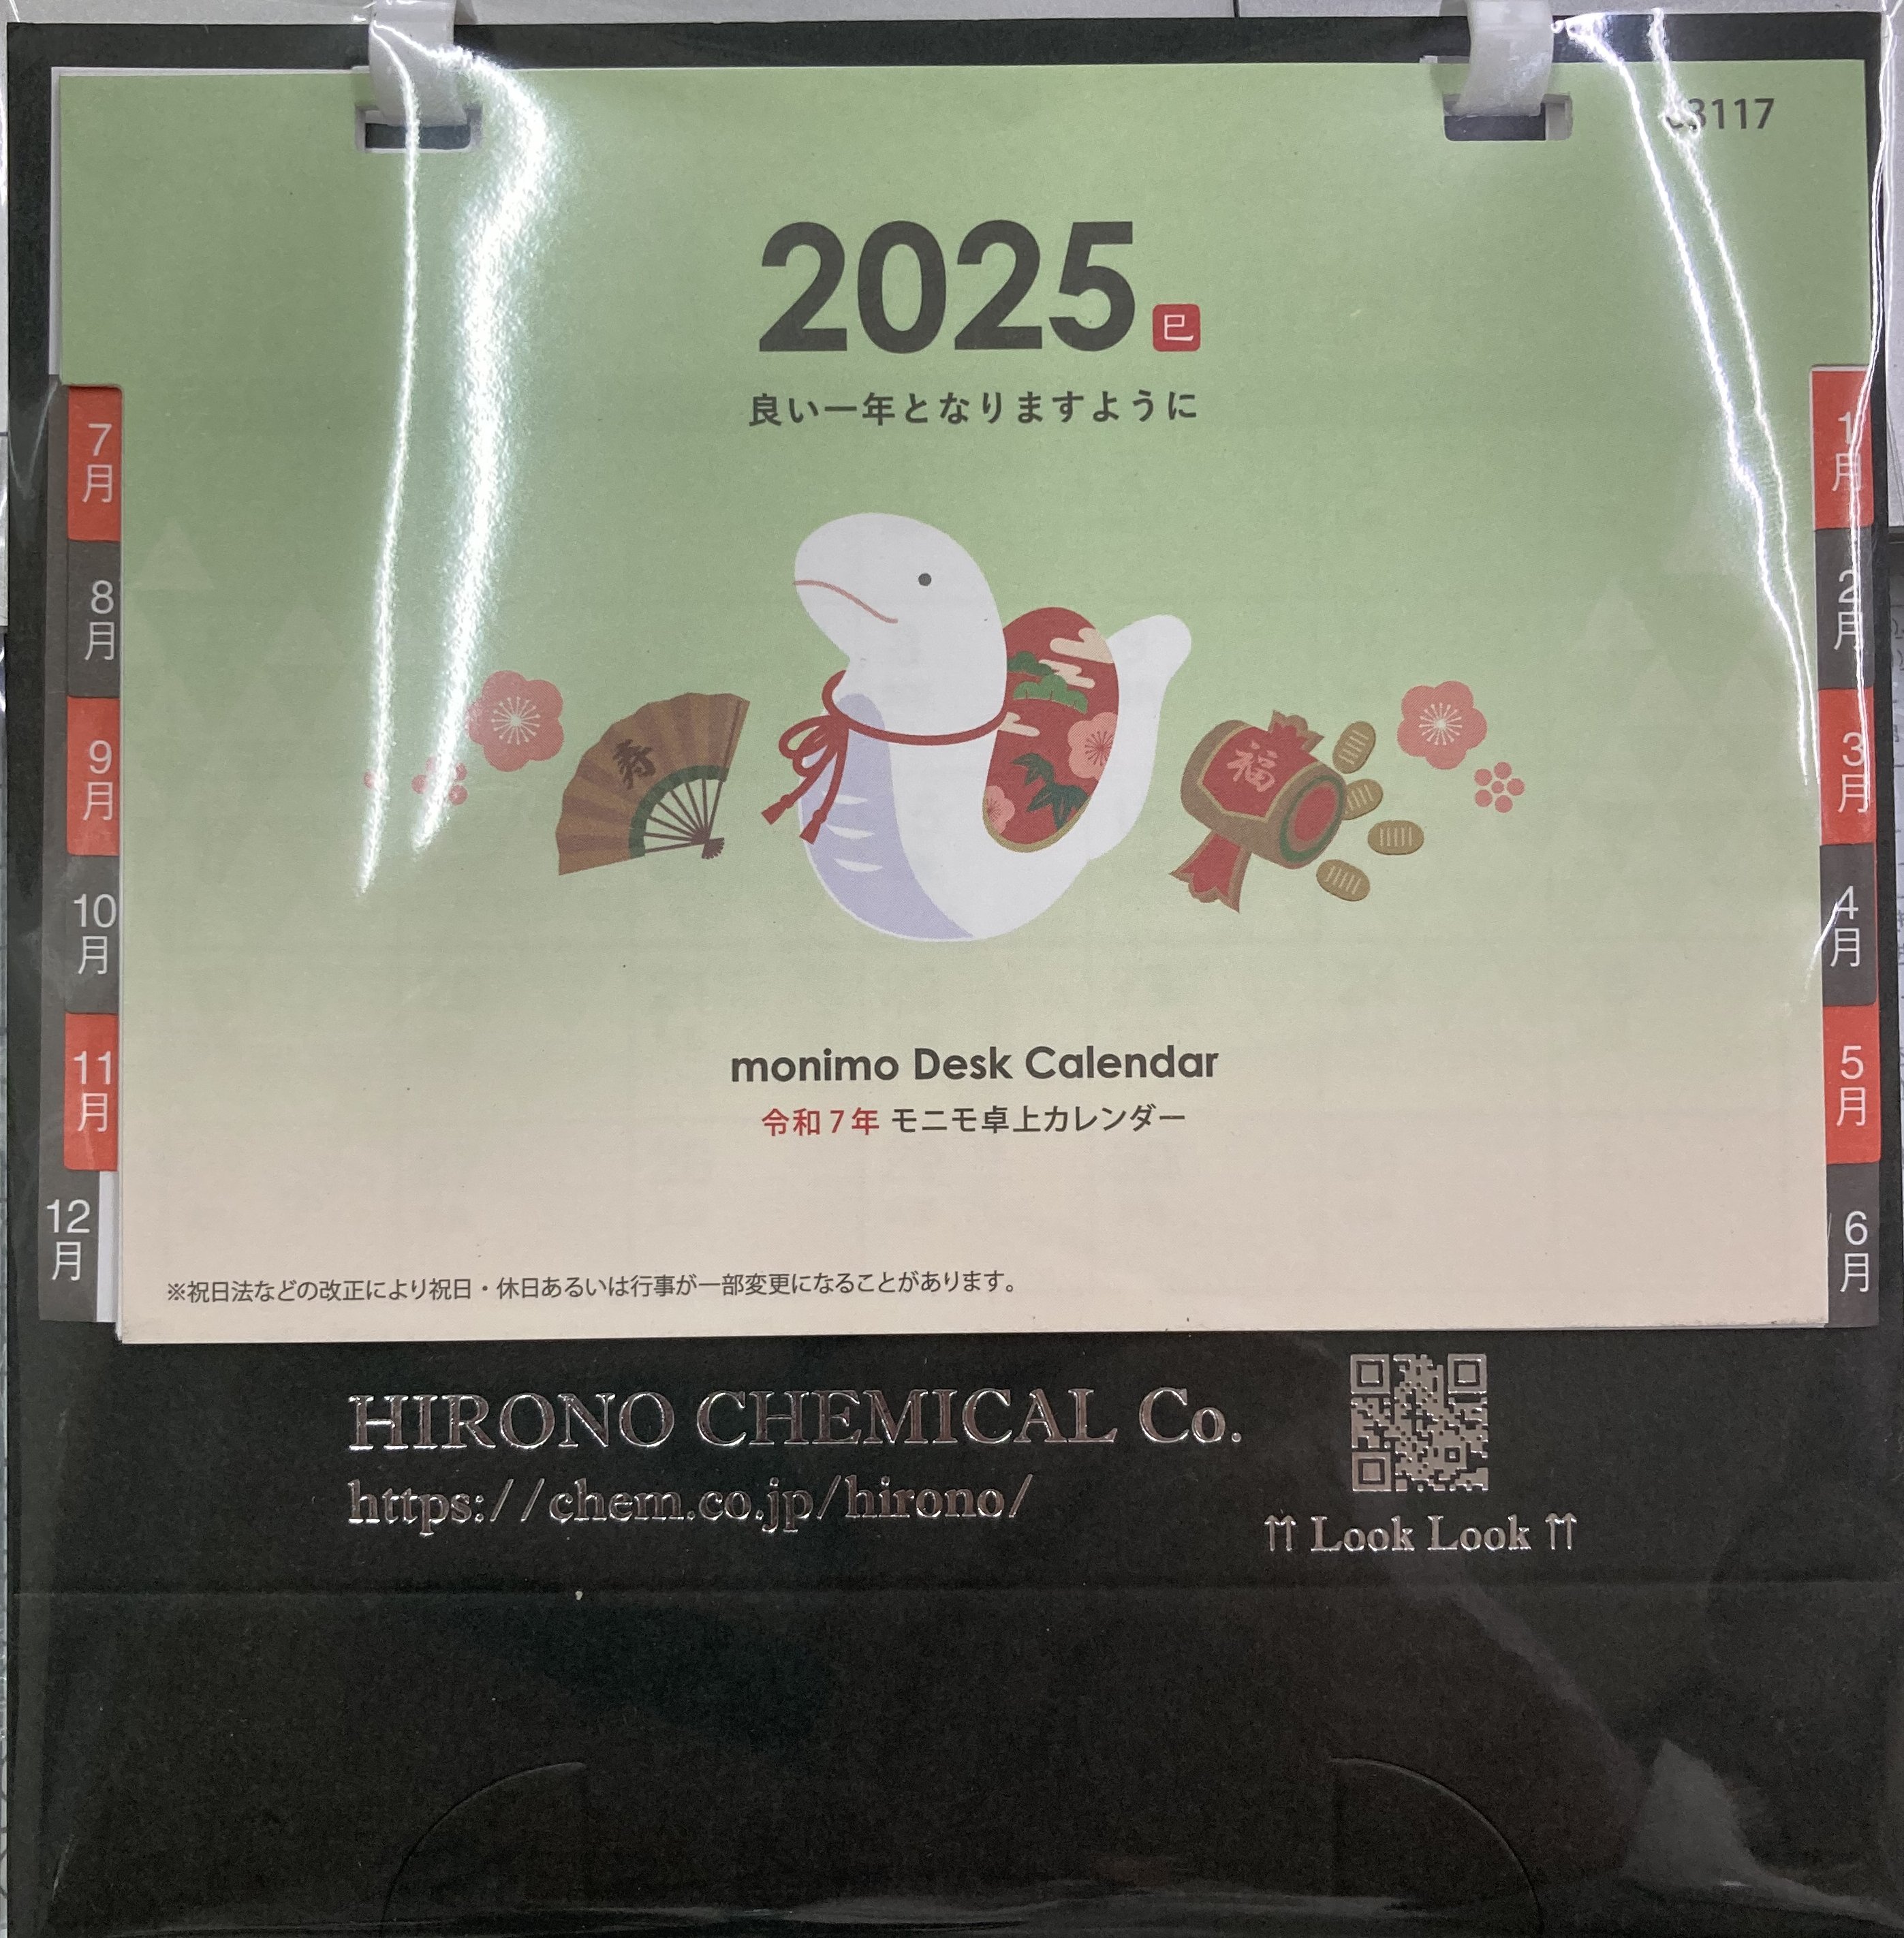 2025 巳
良い一年となりますように
7月
8月
9月
10月
11月
12月
1月
2月
3月
4月
5月
6月
寿
福
monimo Desk Calendar
令和7年 モニモ卓上カレンダー
※祝日法などの改正により祝日・休日あるいは行事が一部変更になることがあります。
HIRONO CHEMICAL Co.
https://chem.co.jp/hirono/
⇈ Look Look ⇈